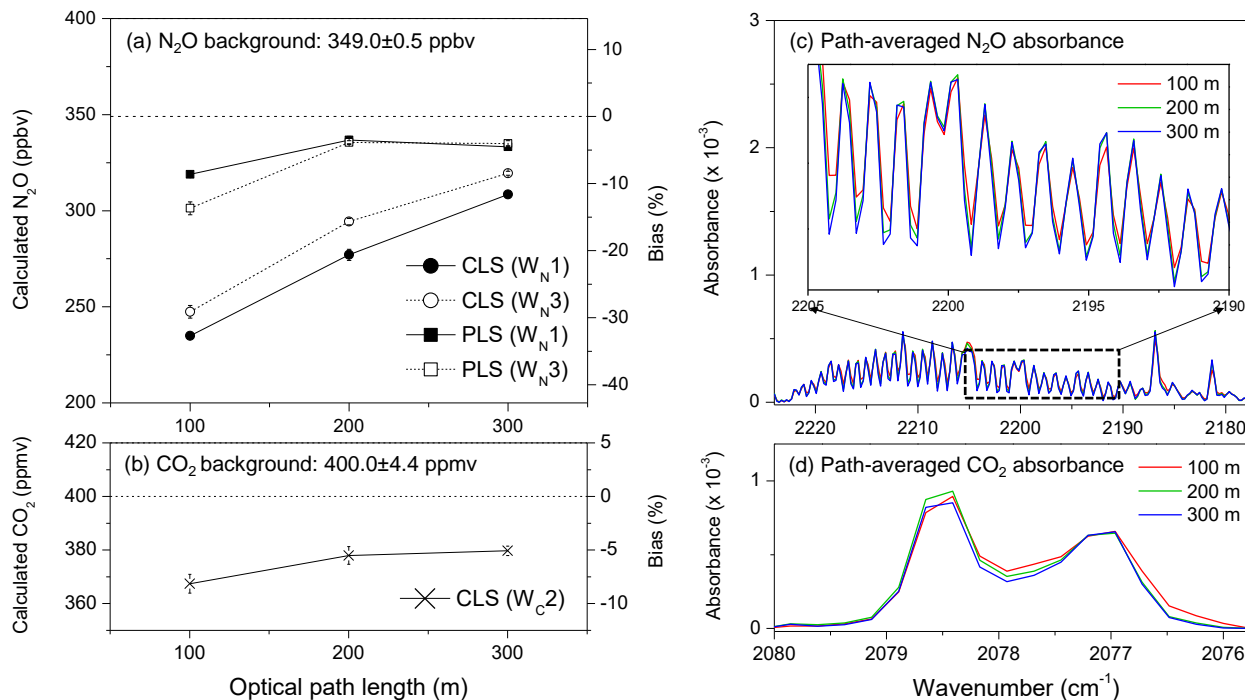 (a) N₂O background: 349.0±0.5 ppbv
Calculated N₂O (ppbv)
400
350
300
250
200
Bias (%)
10
0
-10
-20
-30
-40
CLS (W_N1)
CLS (W_N3)
PLS (W_N1)
PLS (W_N3)
100
200
300
(b) CO₂ background: 400.0±4.4 ppmv
Calculated CO₂ (ppmv)
420
400
380
360
Bias (%)
5
0
-5
-10
CLS (W_C2)
100
200
300
Optical path length (m)
(c) Path-averaged N₂O absorbance
Absorbance (x 10⁻³)
3
2
1
0
100 m
200 m
300 m
2205
2200
2195
2190
2220
2210
2200
2190
2180
(d) Path-averaged CO₂ absorbance
Absorbance (x 10⁻³)
1
0
100 m
200 m
300 m
2080
2079
2078
2077
2076
Wavenumber (cm⁻¹)